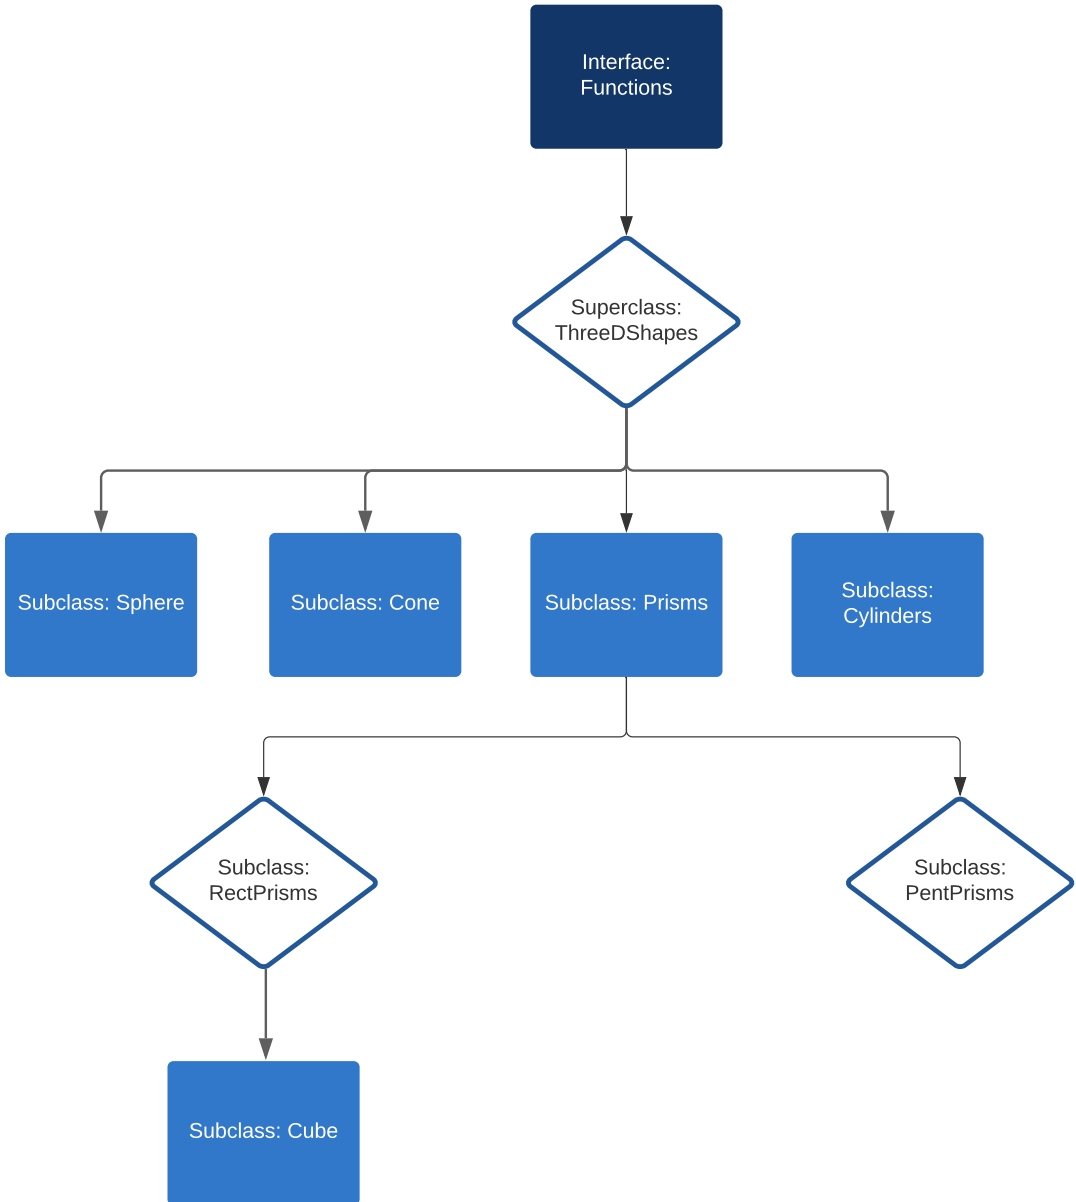 Interface:
Functions
Superclass:
ThreeDShapes
Subclass: Sphere
Subclass: Cone
Subclass: Prisms
Subclass:
Cylinders
Subclass:
RectPrisms
Subclass:
PentPrisms
Subclass: Cube